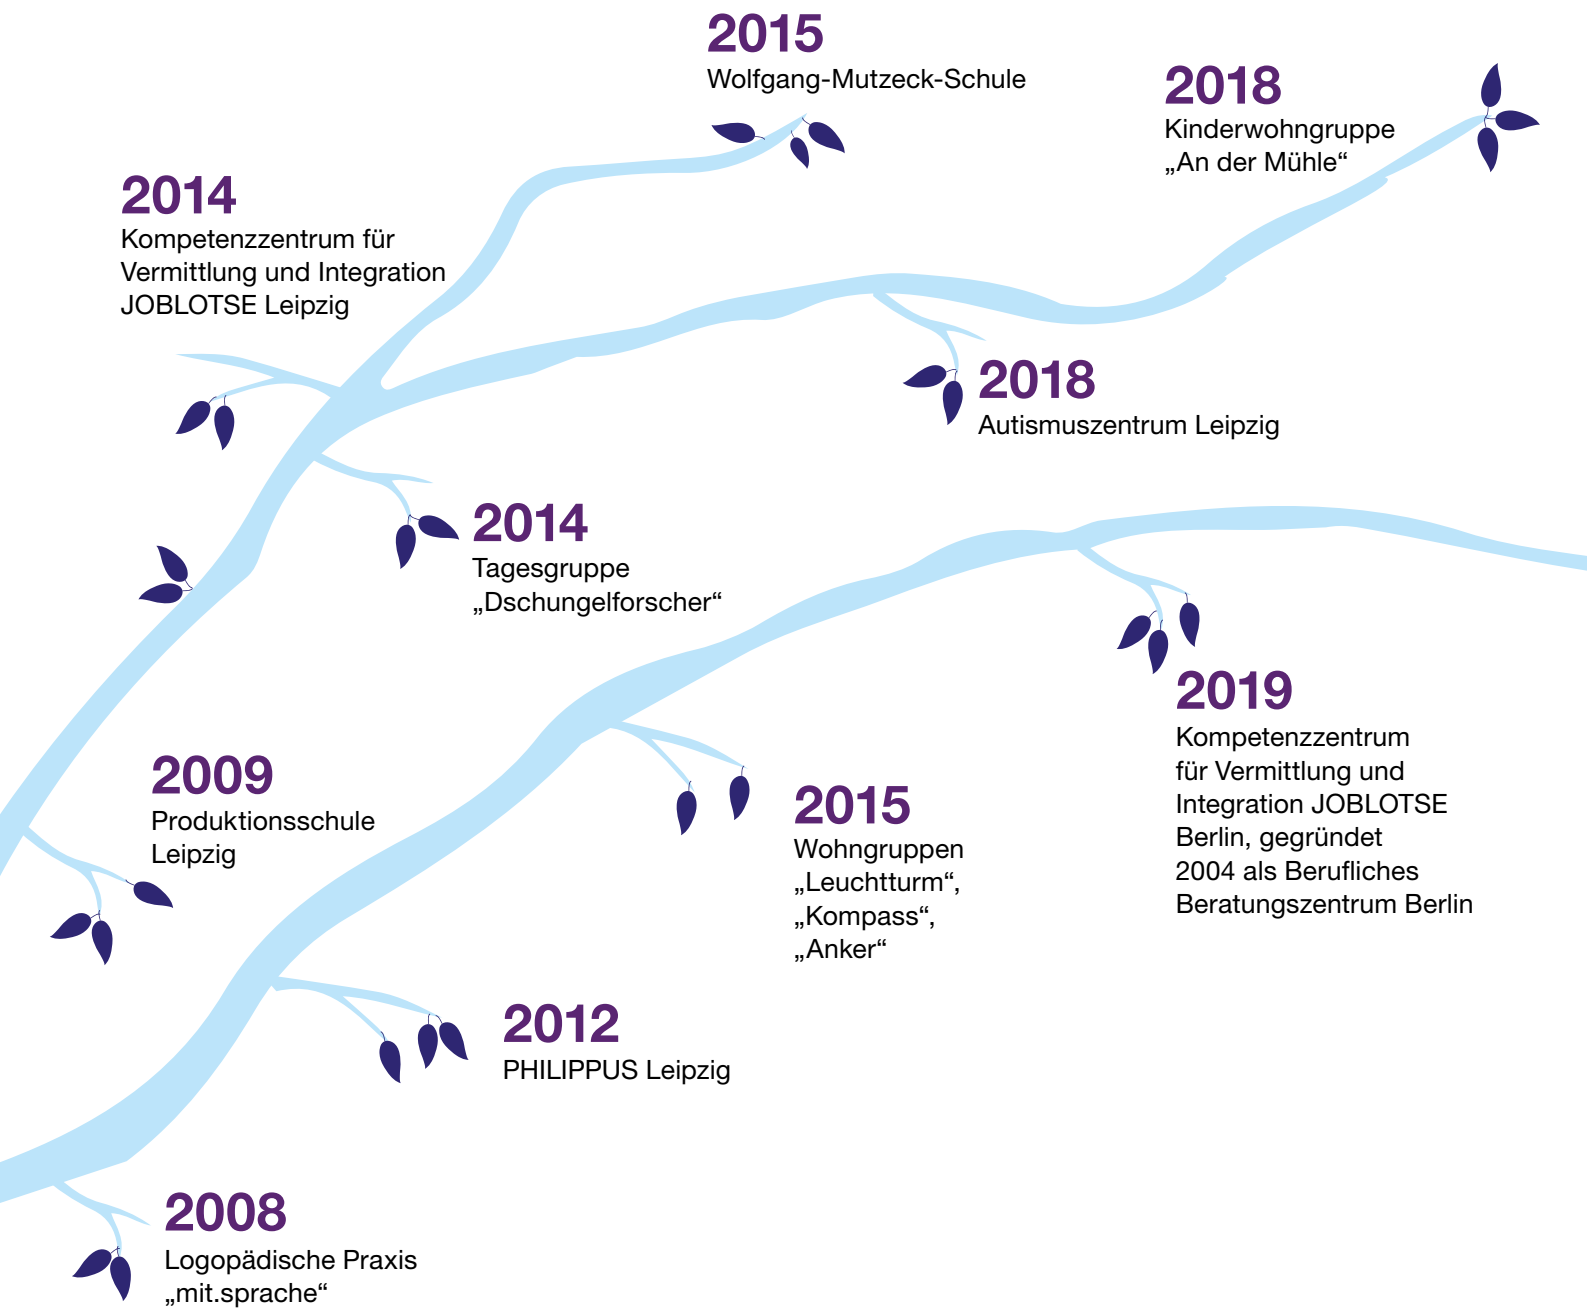 2015
Wolfgang-Mutzeck-Schule
2018
Kinderwohngruppe
„An der Mühle“
2014
Kompetenzzentrum für
Vermittlung und Integration
JOBLOTSE Leipzig
2018
Autismuszentrum Leipzig
2014
Tagesgruppe
„Dschungelforscher“
2019
Kompetenzzentrum
für Vermittlung und
Integration JOBLOTSE
Berlin, gegründet
2004 als Berufliches
Beratungszentrum Berlin
2009
Produktionsschule
Leipzig
2015
Wohngruppen
„Leuchtturm“,
„Kompass“,
„Anker“
2012
PHILIPPUS Leipzig
2008
Logopädische Praxis
„mit.sprache“